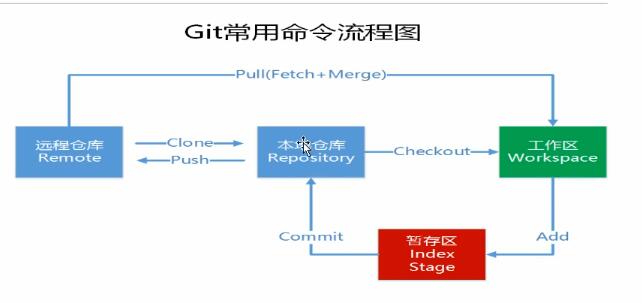 Git常用命令流程图
Pull(Fetch+Merge)
远程仓库
Remote
Clone
Push
本地仓库
Repository
Checkout
工作区
Workspace
Commit
暂存区
Index
Stage
Add